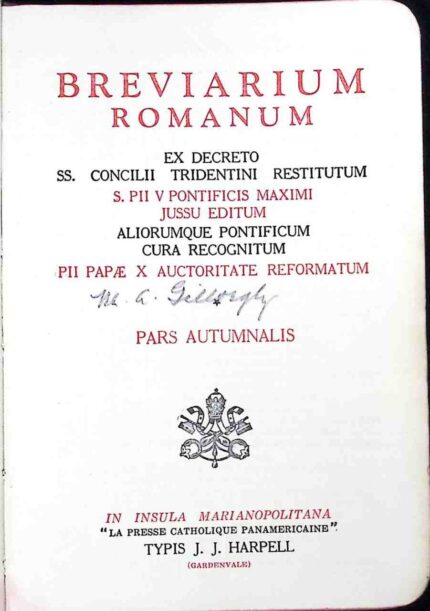 BREVIARIUM
ROMANUM
EX DECRETO
SS. CONCILII TRIDENTINI RESTITUTUM
S. PII V PONTIFICIS MAXIMI
JUSSU EDITUM
ALIORUMQUE PONTIFICUM
CURA RECOGNITUM
PII PAPÆ X AUCTORITATE REFORMATUM
M. A.
PARS AUTUMNALIS
IN INSULA MARIANOPOLITANA
"LA PRESSE CATHOLIQUE PANAMERICAINE".
TYPIS J. J. HARPELL
(GARDENVALE)